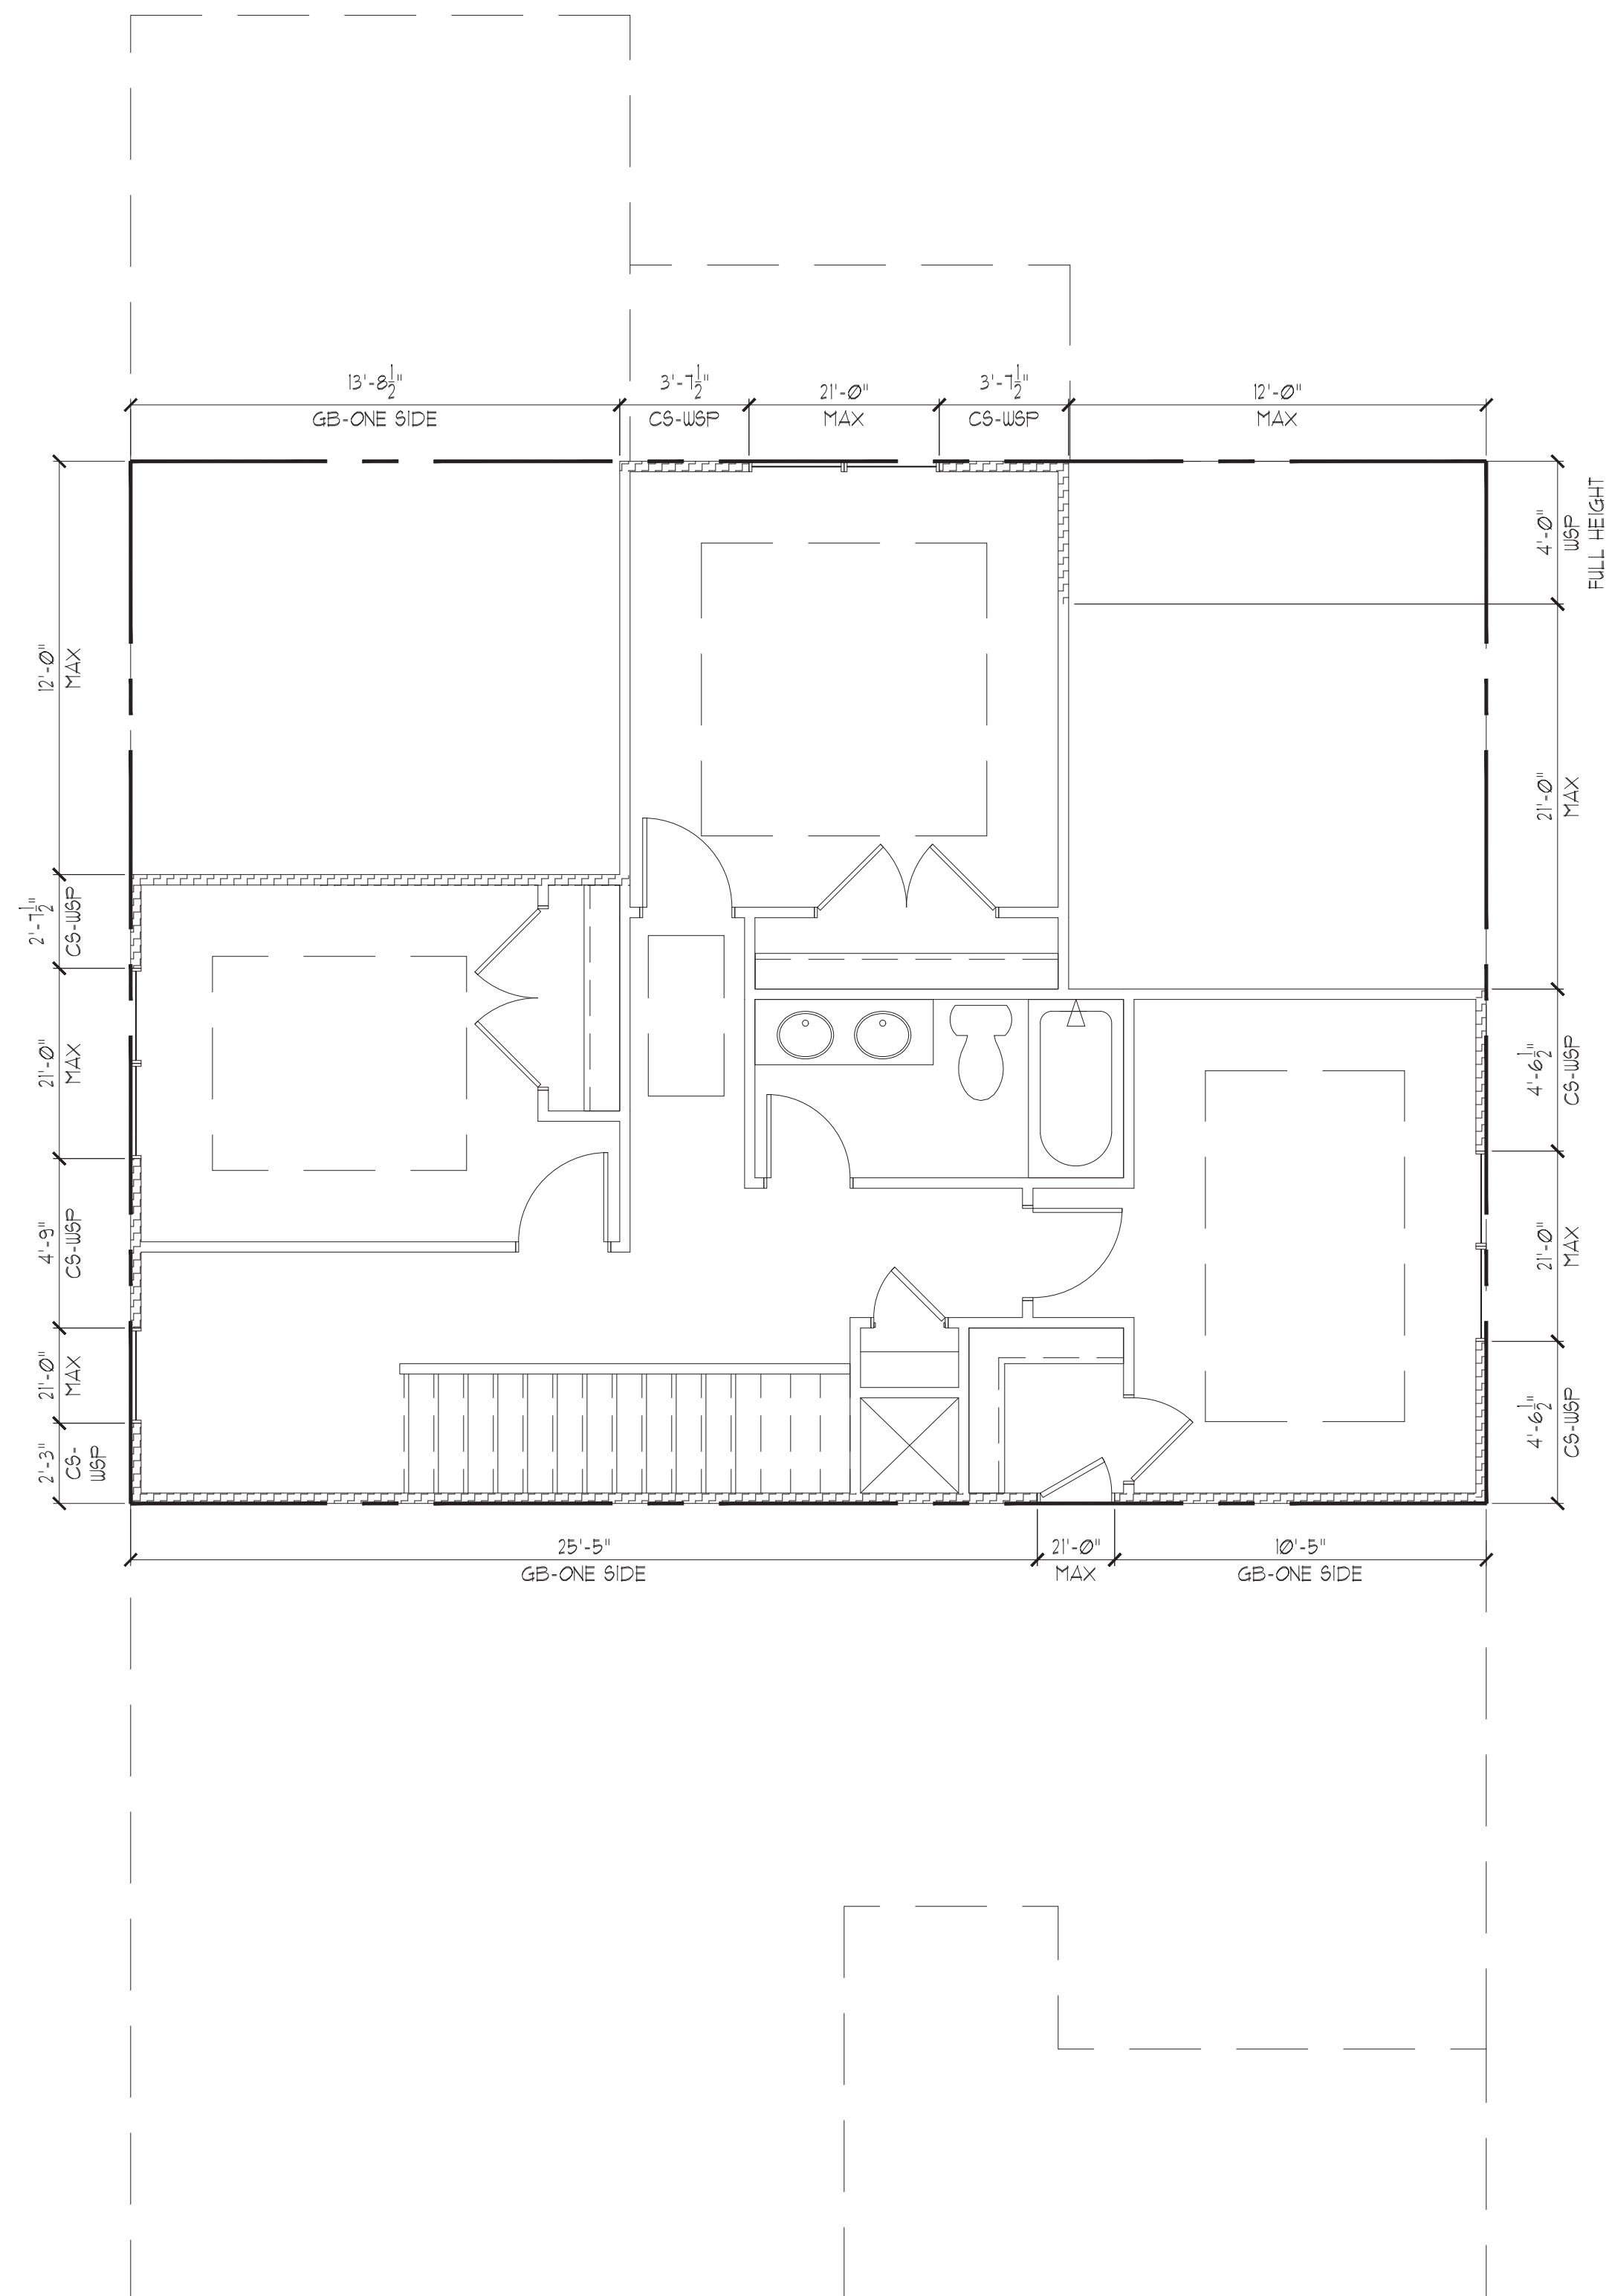 13'-8½"
GB-ONE SIDE
3'-7½"
CS-WSP
21'-0"
MAX
3'-7½"
CS-WSP
12'-0"
MAX
12'-0"
MAX
2'-7½"
CS-WSP
21'-0"
MAX
4'-9"
CS-WSP
21'-0"
MAX
2'-3"
CS-
WSP
4'-0"
WSP
FULL HEIGHT
21'-0"
MAX
4'-6½"
CS-WSP
21'-0"
MAX
4'-6½"
CS-WSP
25'-5"
GB-ONE SIDE
21'-0"
MAX
10'-5"
GB-ONE SIDE